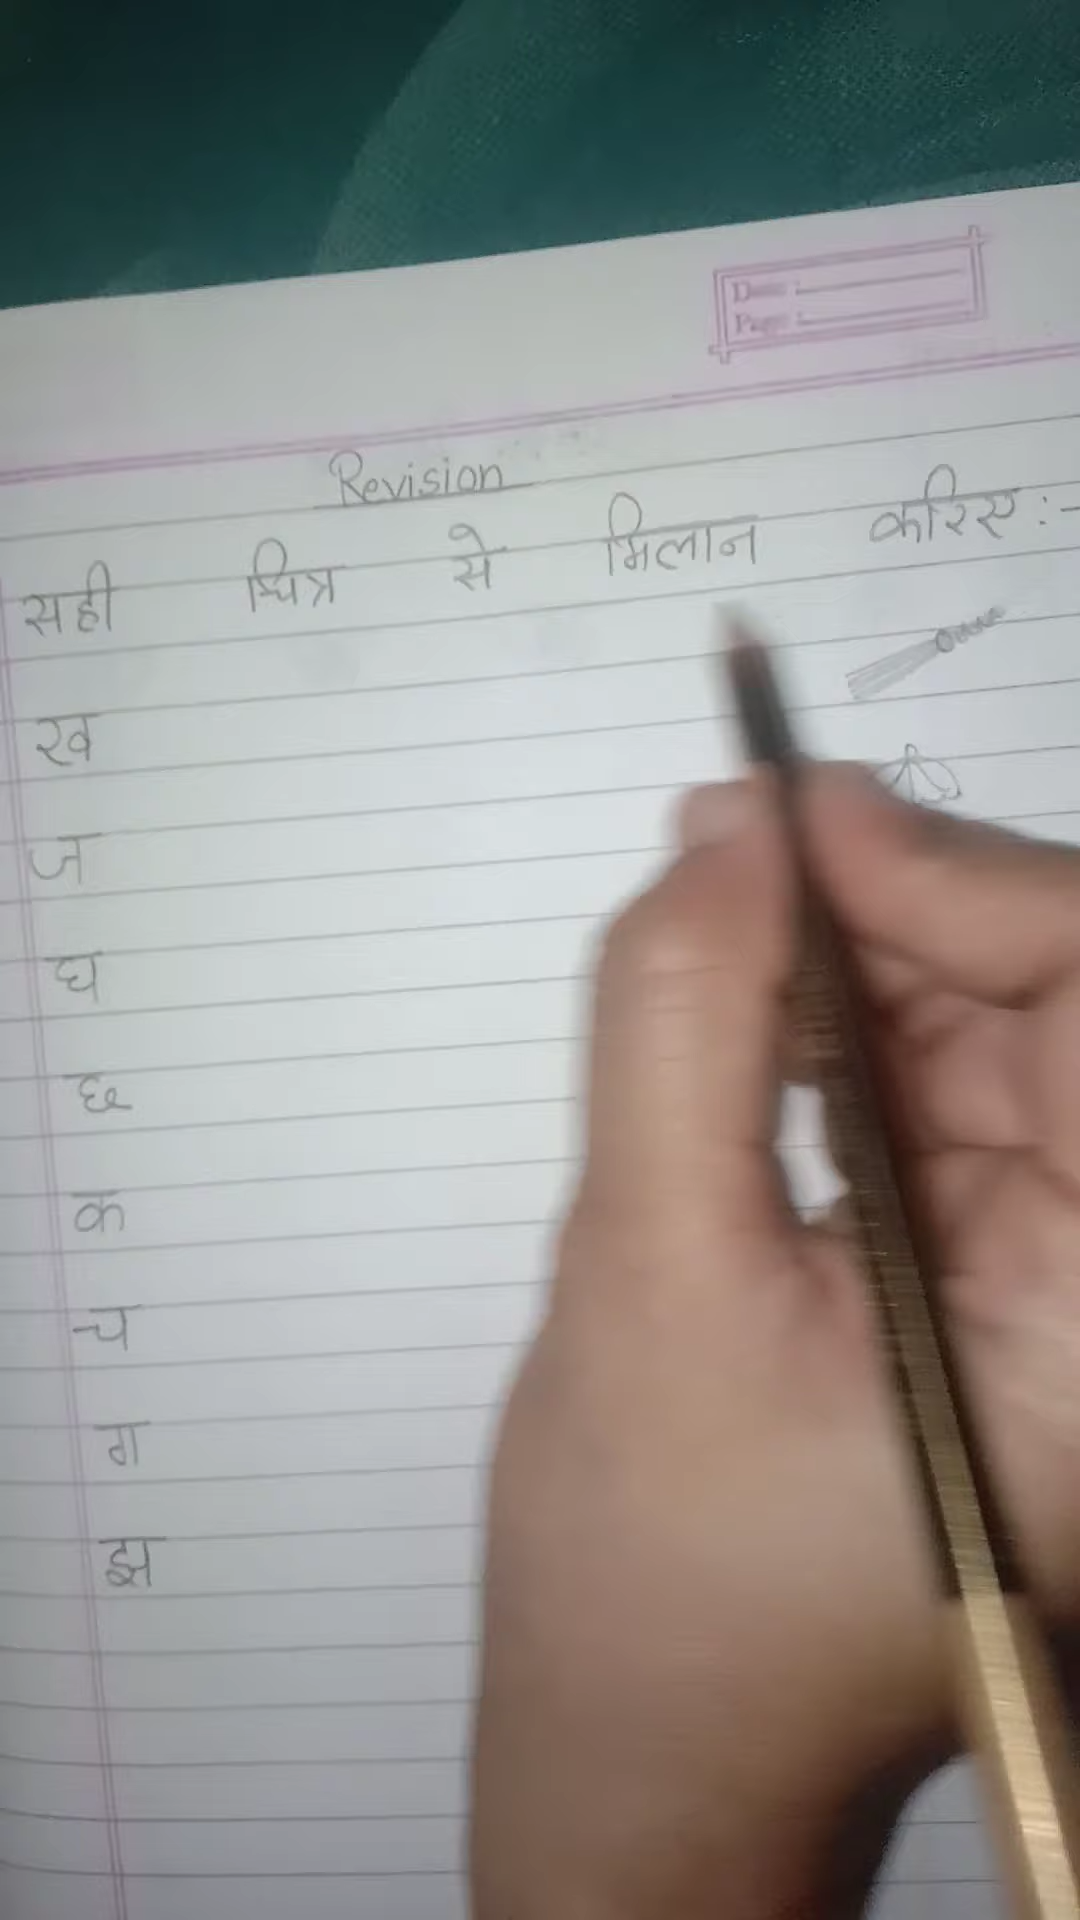 Date :
Page :
Revision
सही चित्र से मिलान करिए :-
ख
ज
घ
छ
क
च
ग
झ